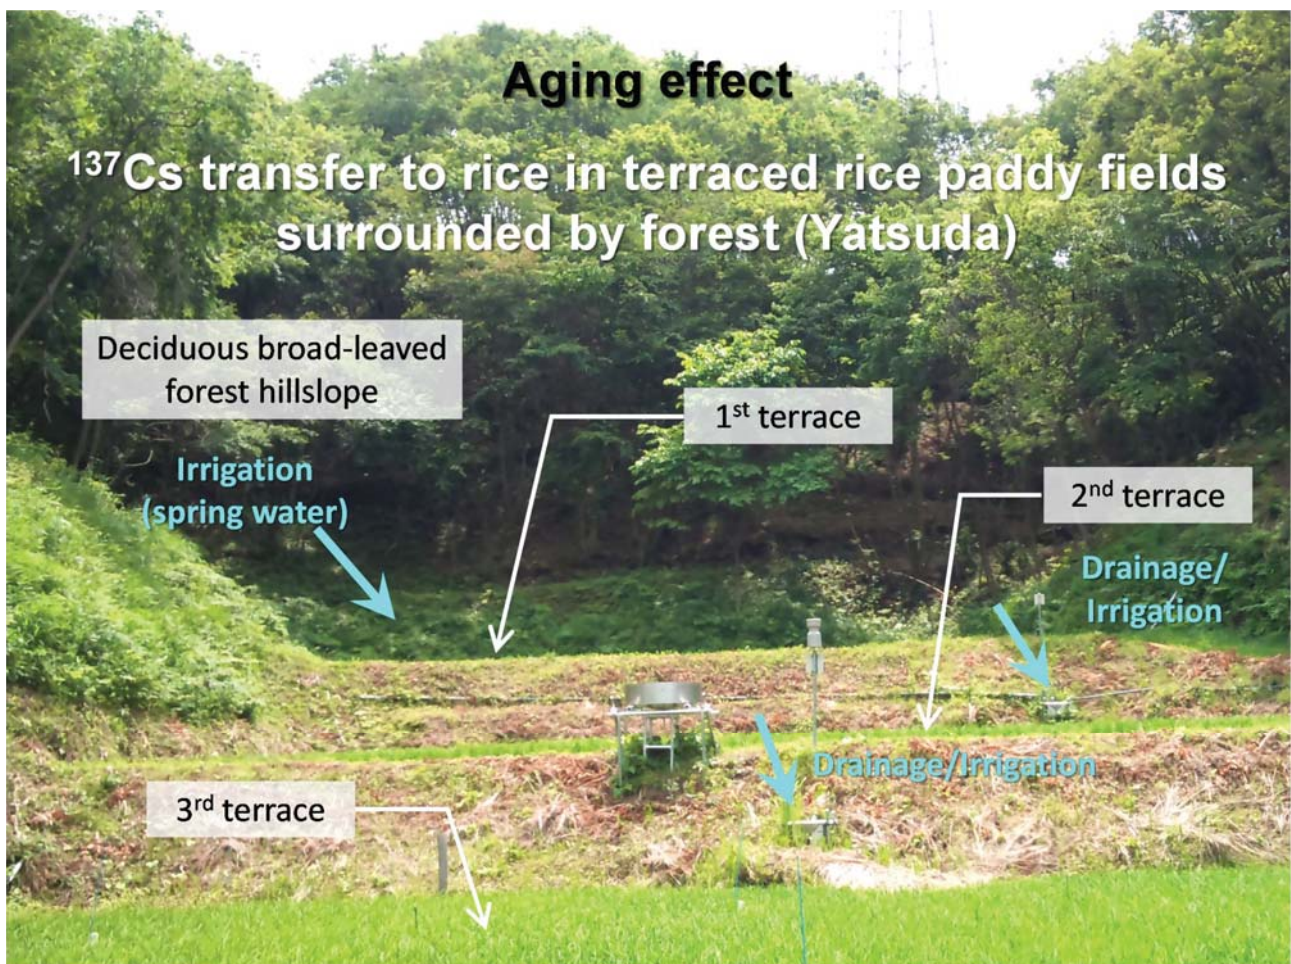 Aging effect
¹³⁷Cs transfer to rice in terraced rice paddy fields
surrounded by forest (Yatsuda)
Deciduous broad-leaved
forest hillslope
1st terrace
Irrigation
(spring water)
2nd terrace
Drainage/
Irrigation
Drainage/Irrigation
3rd terrace